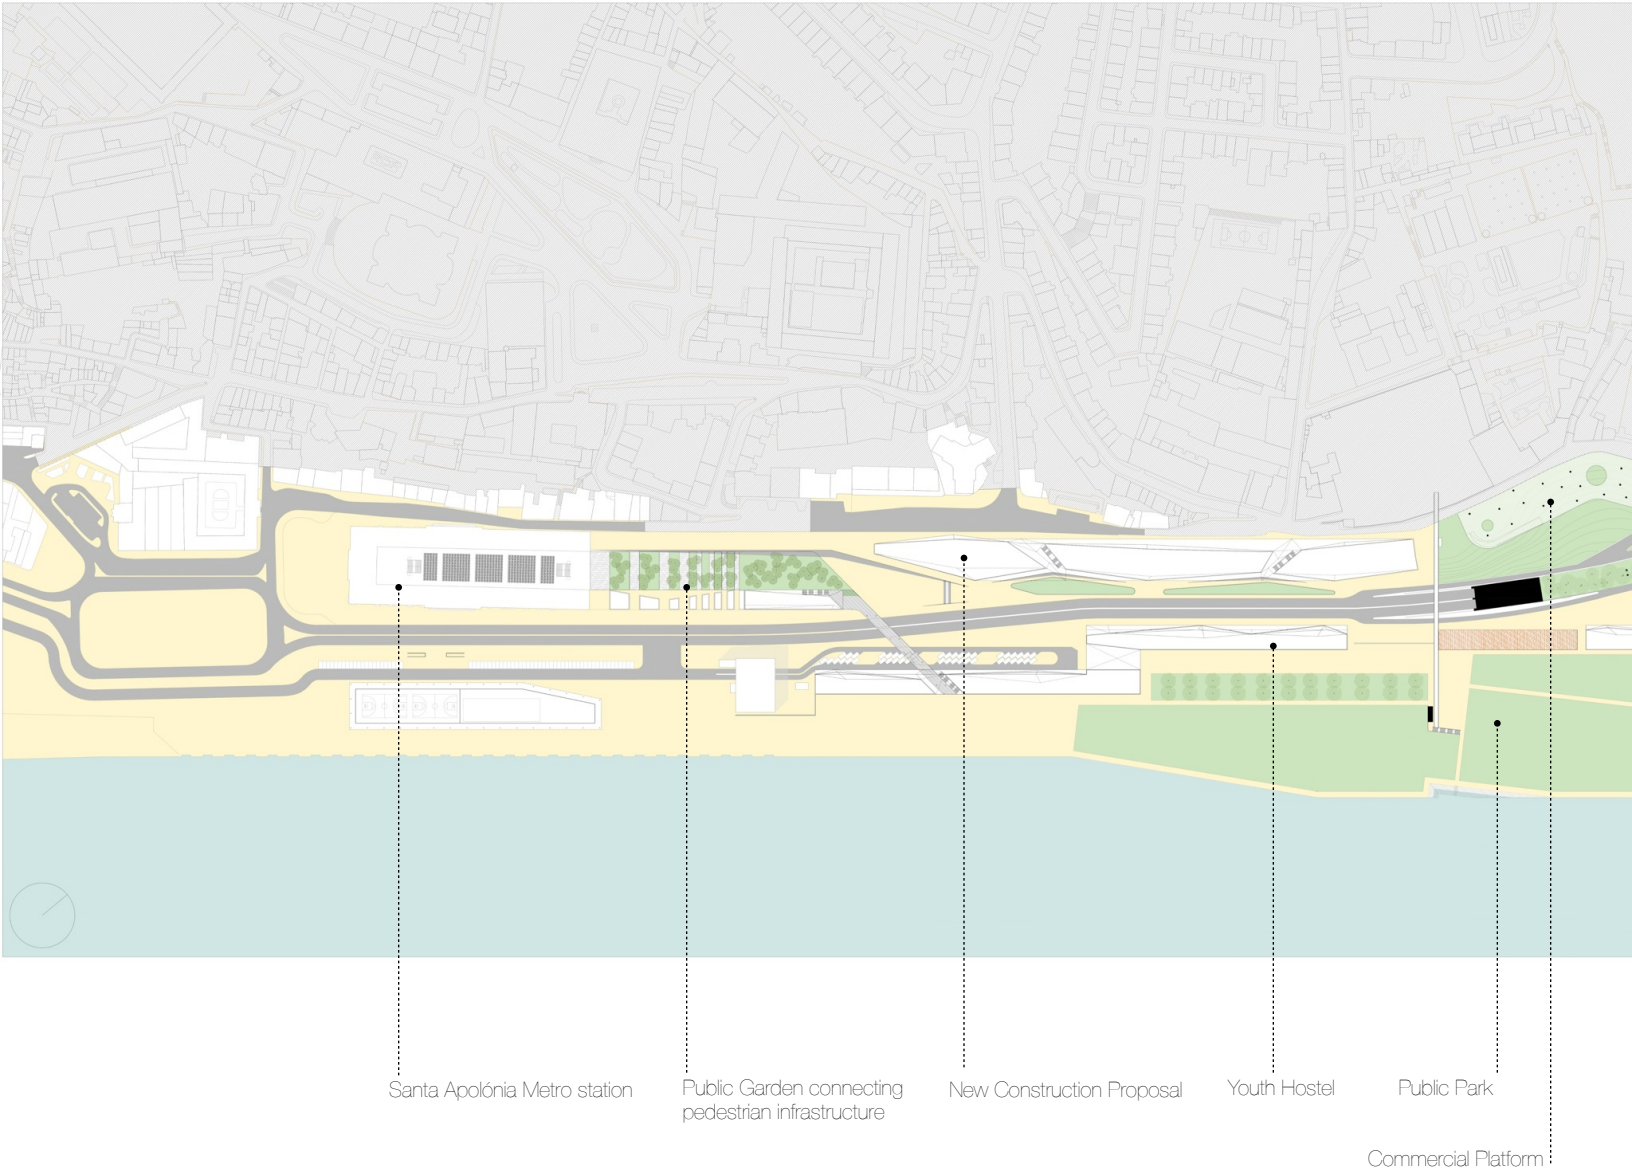 Santa Apolónia Metro station
Public Garden connecting
pedestrian infrastructure
New Construction Proposal
Youth Hostel
Public Park
Commercial Platform